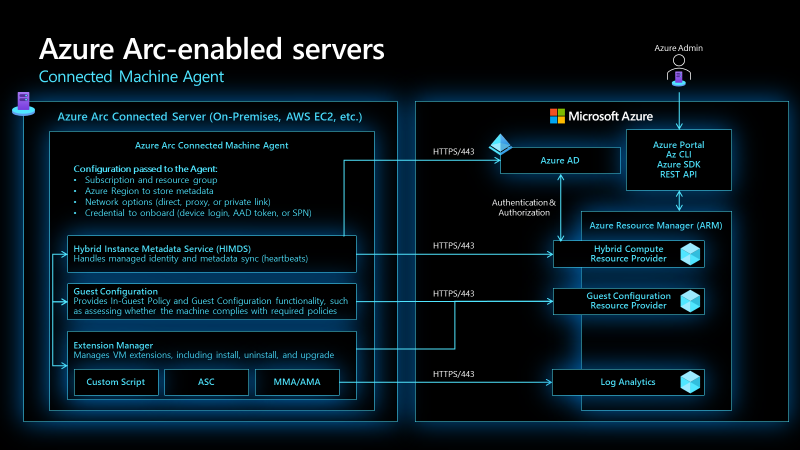 Azure Arc-enabled servers
Connected Machine Agent
Azure Admin
Azure Arc Connected Server (On-Premises, AWS EC2, etc.)
Azure Arc Connected Machine Agent
Configuration passed to the Agent:
• Subscription and resource group
• Azure Region to store metadata
• Network options (direct, proxy, or private link)
• Credential to onboard (device login, AAD token, or SPN)
Hybrid Instance Metadata Service (HIMDS)
Handles managed identity and metadata sync (heartbeats)
Guest Configuration
Provides In-Guest Policy and Guest Configuration functionality, such
as assessing whether the machine complies with required policies
Extension Manager
Manages VM extensions, including install, uninstall, and upgrade
Custom Script
ASC
MMA/AMA
HTTPS/443
HTTPS/443
HTTPS/443
HTTPS/443
Microsoft Azure
Azure AD
Azure Portal
Az CLI
Azure SDK
REST API
Authentication &
Authorization
Azure Resource Manager (ARM)
Hybrid Compute
Resource Provider
Guest Configuration
Resource Provider
Log Analytics